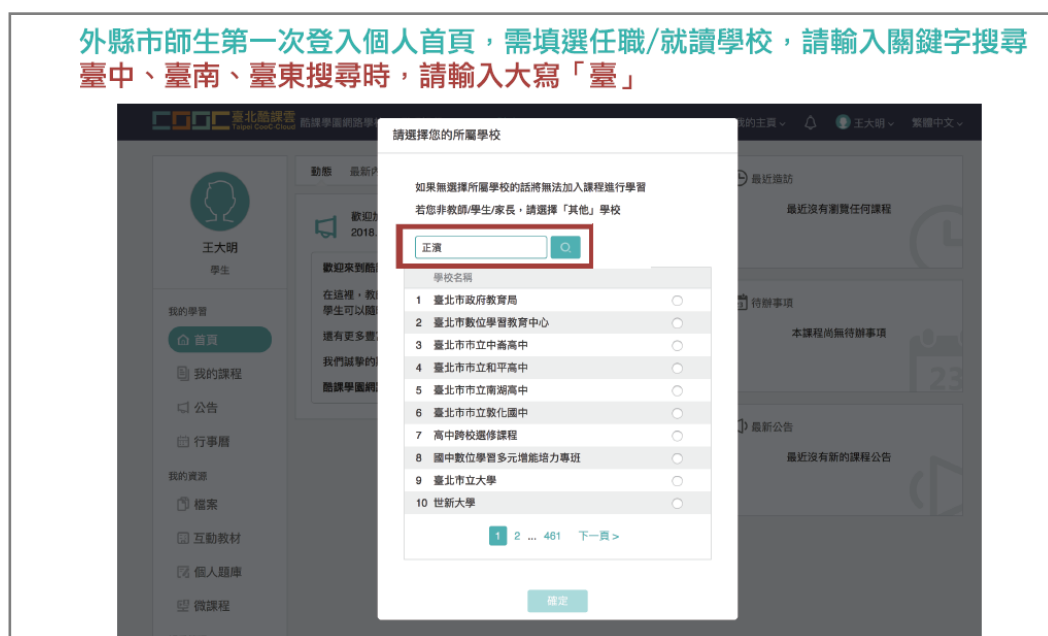 外縣市師生第一次登入個人首頁，需填選任職/就讀學校，請輸入關鍵字搜尋
臺中、臺南、臺東搜尋時，請輸入大寫「臺」
臺北酷課雲
Taipei CooC-Cloud
酷課學園網路學
我的主頁
王大明
繁體中文
王大明
學生
我的學習
首頁
我的課程
公告
行事曆
我的資源
檔案
互動教材
個人題庫
微課程
動態 最新
歡迎
2018.
歡迎來到酷
在這裡，教
學生可以隨
還有更多豐
我們誠摯的
酷課學園網
請選擇您的所屬學校
如果無選擇所屬學校的話將無法加入課程進行學習
若您非教師/學生/家長，請選擇「其他」學校
正濱
學校名稱
1 臺北市政府教育局
2 臺北市數位學習教育中心
3 臺北市市立中崙高中
4 臺北市市立和平高中
5 臺北市市立南湖高中
6 臺北市市立敦化國中
7 高中跨校選修課程
8 國中數位學習多元增能培力專班
9 臺北市立大學
10 世新大學
1 2 ... 461 下一頁 >
確定
最近造訪
最近沒有瀏覽任何課程
待辦事項
本課程尚無待辦事項
23
最新公告
最近沒有新的課程公告